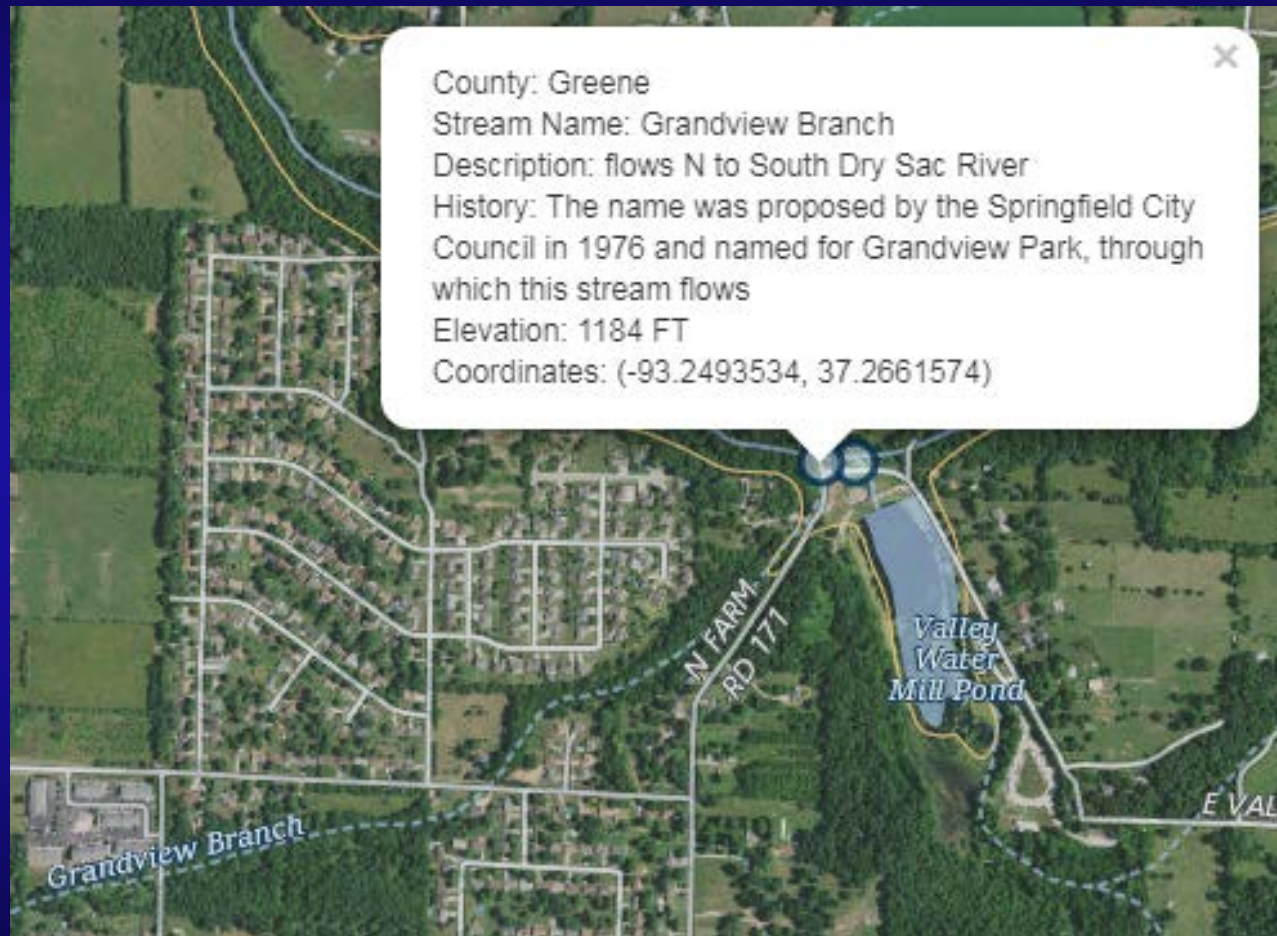 ×
County: Greene
Stream Name: Grandview Branch
Description: flows N to South Dry Sac River
History: The name was proposed by the Springfield City
Council in 1976 and named for Grandview Park, through
which this stream flows
Elevation: 1184 FT
Coordinates: (-93.2493534, 37.2661574)
N FARM
RD 171
Valley
Water
Mill Pond
E VAL
Grandview Branch